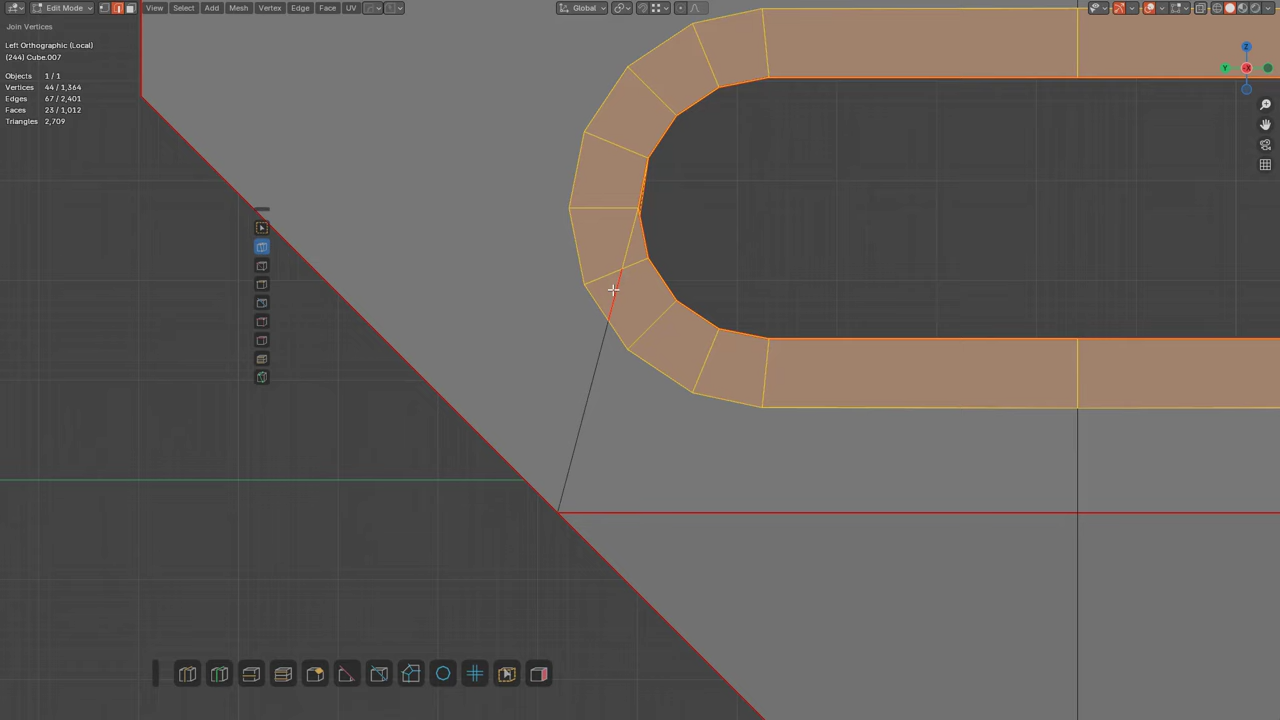 Edit Mode View Select Add Mesh Vertex Edge Face UV Global
Join Vertices
Left Orthographic (Local)
(244) Cube.007
Objects 1 / 1
Vertices 44 / 1,364
Edges 67 / 2,401
Faces 23 / 1,012
Triangles 2,709
Z
Y
-X